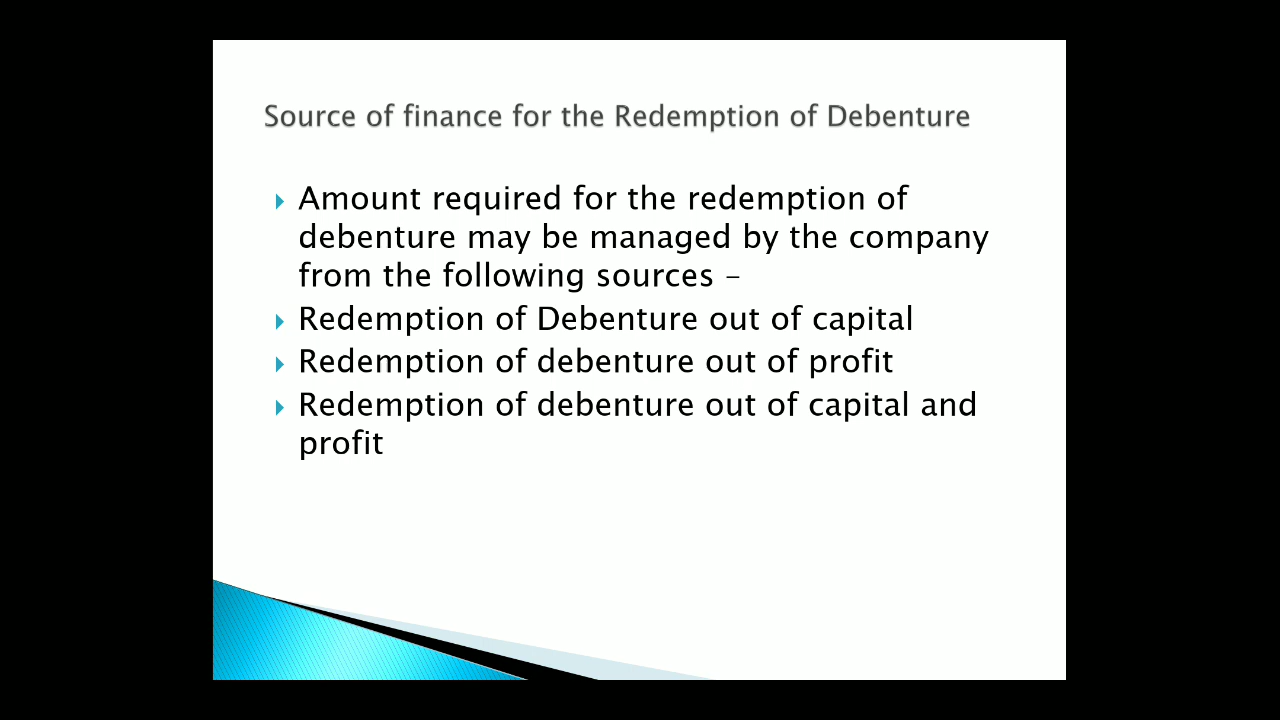 Source of finance for the Redemption of Debenture
Amount required for the redemption of
debenture may be managed by the company
from the following sources –
Redemption of Debenture out of capital
Redemption of debenture out of profit
Redemption of debenture out of capital and
profit